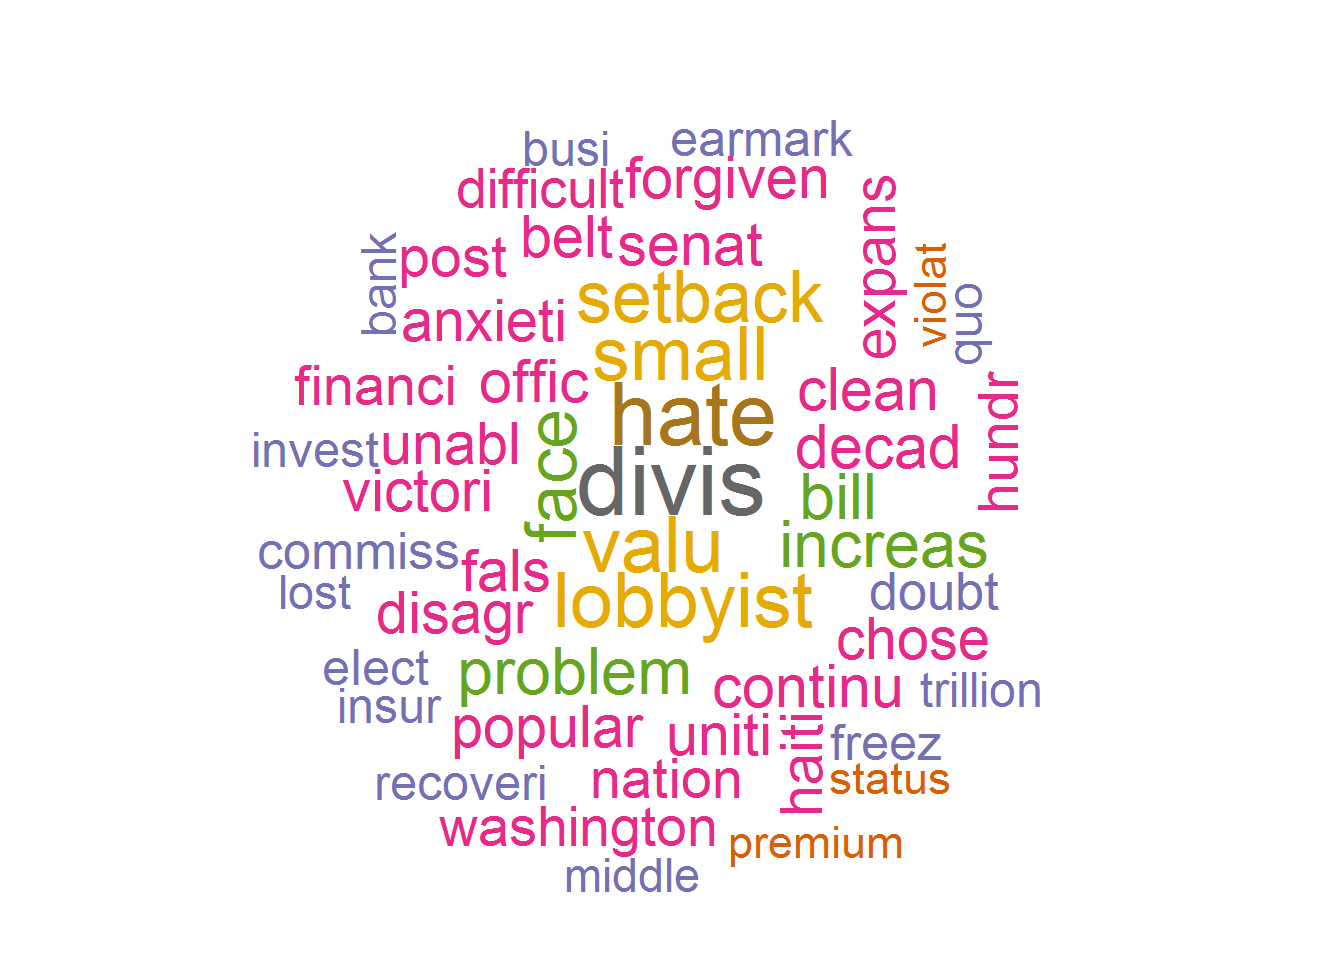 busi
earmark
difficult
forgiven
expans
violat
quo
bank
post
belt
senat
setback
anxieti
small
financi
offic
hate
clean
hundr
invest
unabl
face
divis
decad
victori
bill
commiss
fals
valu
increas
lost
disagr
lobbyist
doubt
chose
elect
insur
problem
continu
trillion
popular
uniti
haiti
freez
recoveri
nation
status
washington
premium
middle